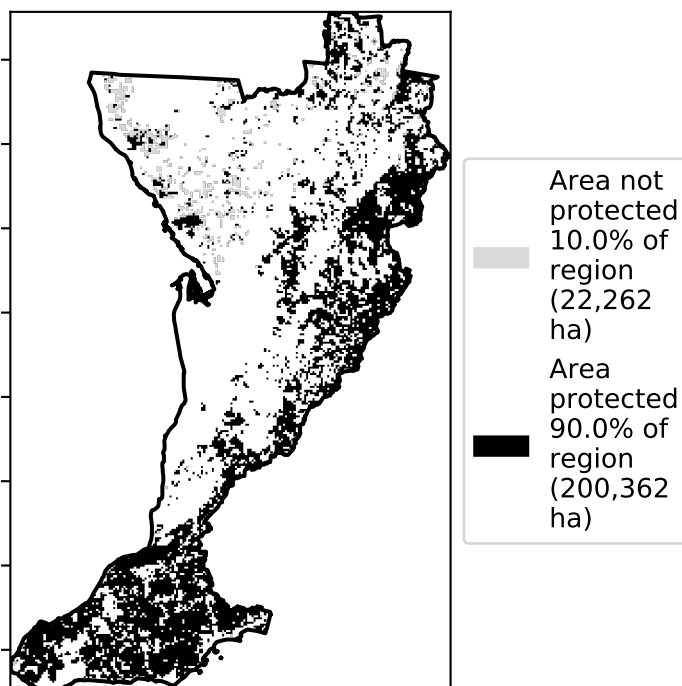 Area not
protected
10.0% of
region
(22,262
ha)
Area
protected
90.0% of
region
(200,362
ha)